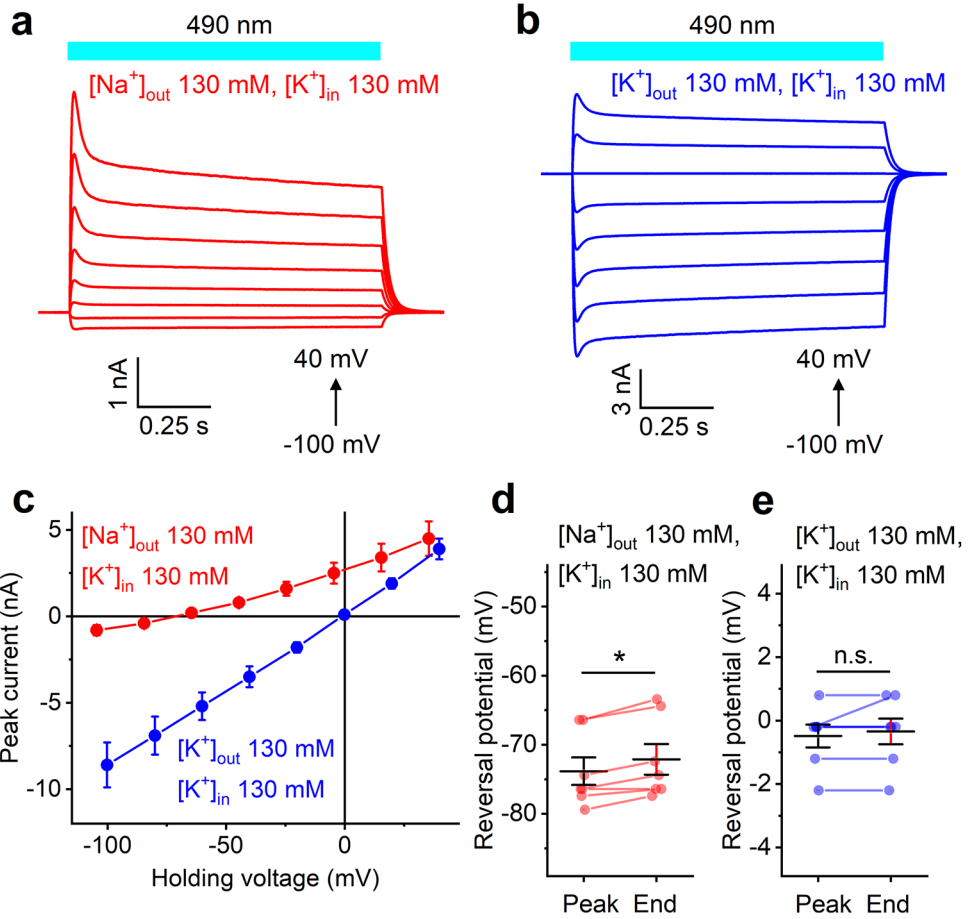 a
490 nm
[Na⁺]out 130 mM, [K⁺]in 130 mM
1 nA
0.25 s
40 mV
-100 mV
b
490 nm
[K⁺]out 130 mM, [K⁺]in 130 mM
3 nA
0.25 s
40 mV
-100 mV
c
[Na⁺]out 130 mM
[K⁺]in 130 mM
[K⁺]out 130 mM
[K⁺]in 130 mM
Peak current (nA)
5
0
-5
-10
-100
-50
0
Holding voltage (mV)
d
[Na⁺]out 130 mM,
[K⁺]in 130 mM
Reversal potential (mV)
-50
-60
-70
-80
*
Peak
End
e
[K⁺]out 130 mM,
[K⁺]in 130 mM
Reversal potential (mV)
4
2
0
-2
-4
n.s.
Peak
End